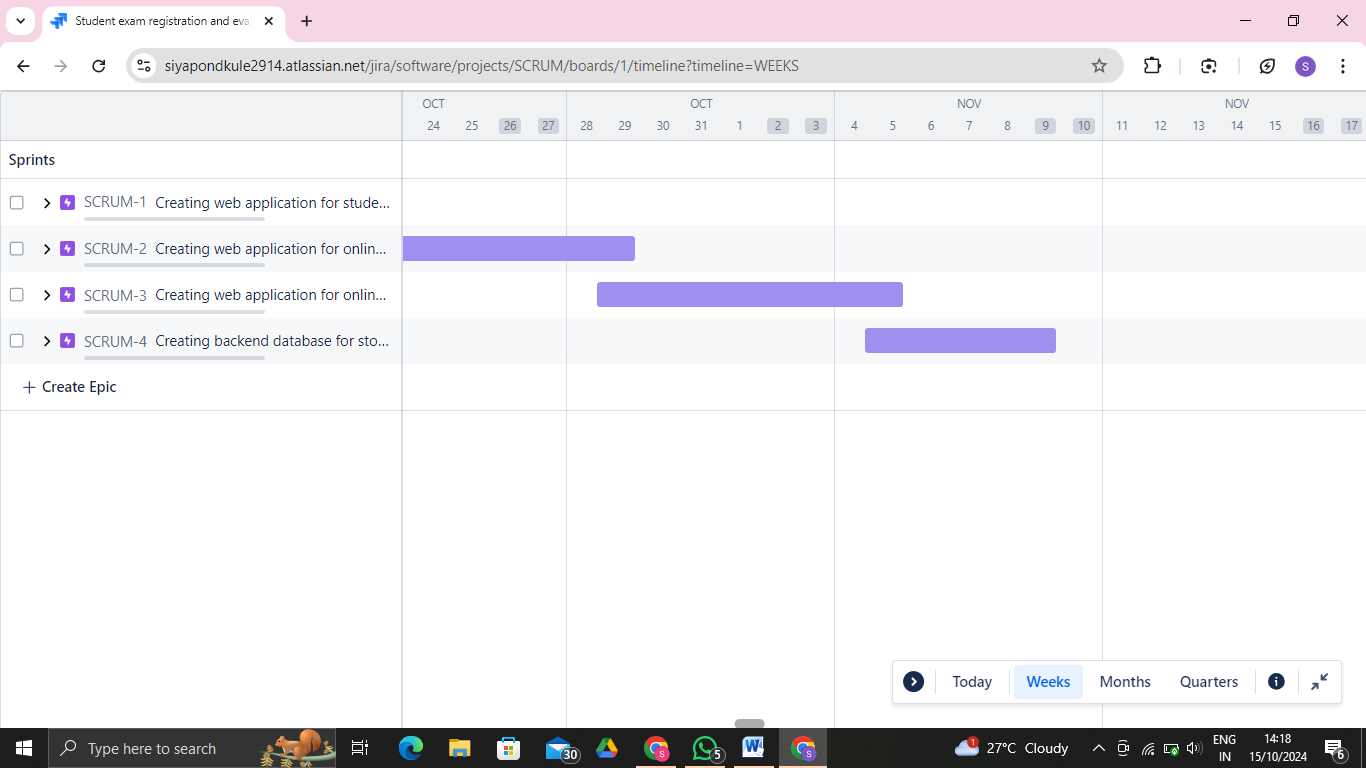 Student exam registration and eva
siyapondkule2914.atlassian.net/jira/software/projects/SCRUM/boards/1/timeline?timeline=WEEKS
S
OCT OCT NOV NOV
24 25 26 27 28 29 30 31 1 2 3 4 5 6 7 8 9 10 11 12 13 14 15 16 17
Sprints
SCRUM-1 Creating web application for stude...
SCRUM-2 Creating web application for onlin...
SCRUM-3 Creating web application for onlin...
SCRUM-4 Creating backend database for sto...
+ Create Epic
Today Weeks Months Quarters
Type here to search
30
S
5
W
S
1
27°C Cloudy
ENG
IN
14:18
15/10/2024
6